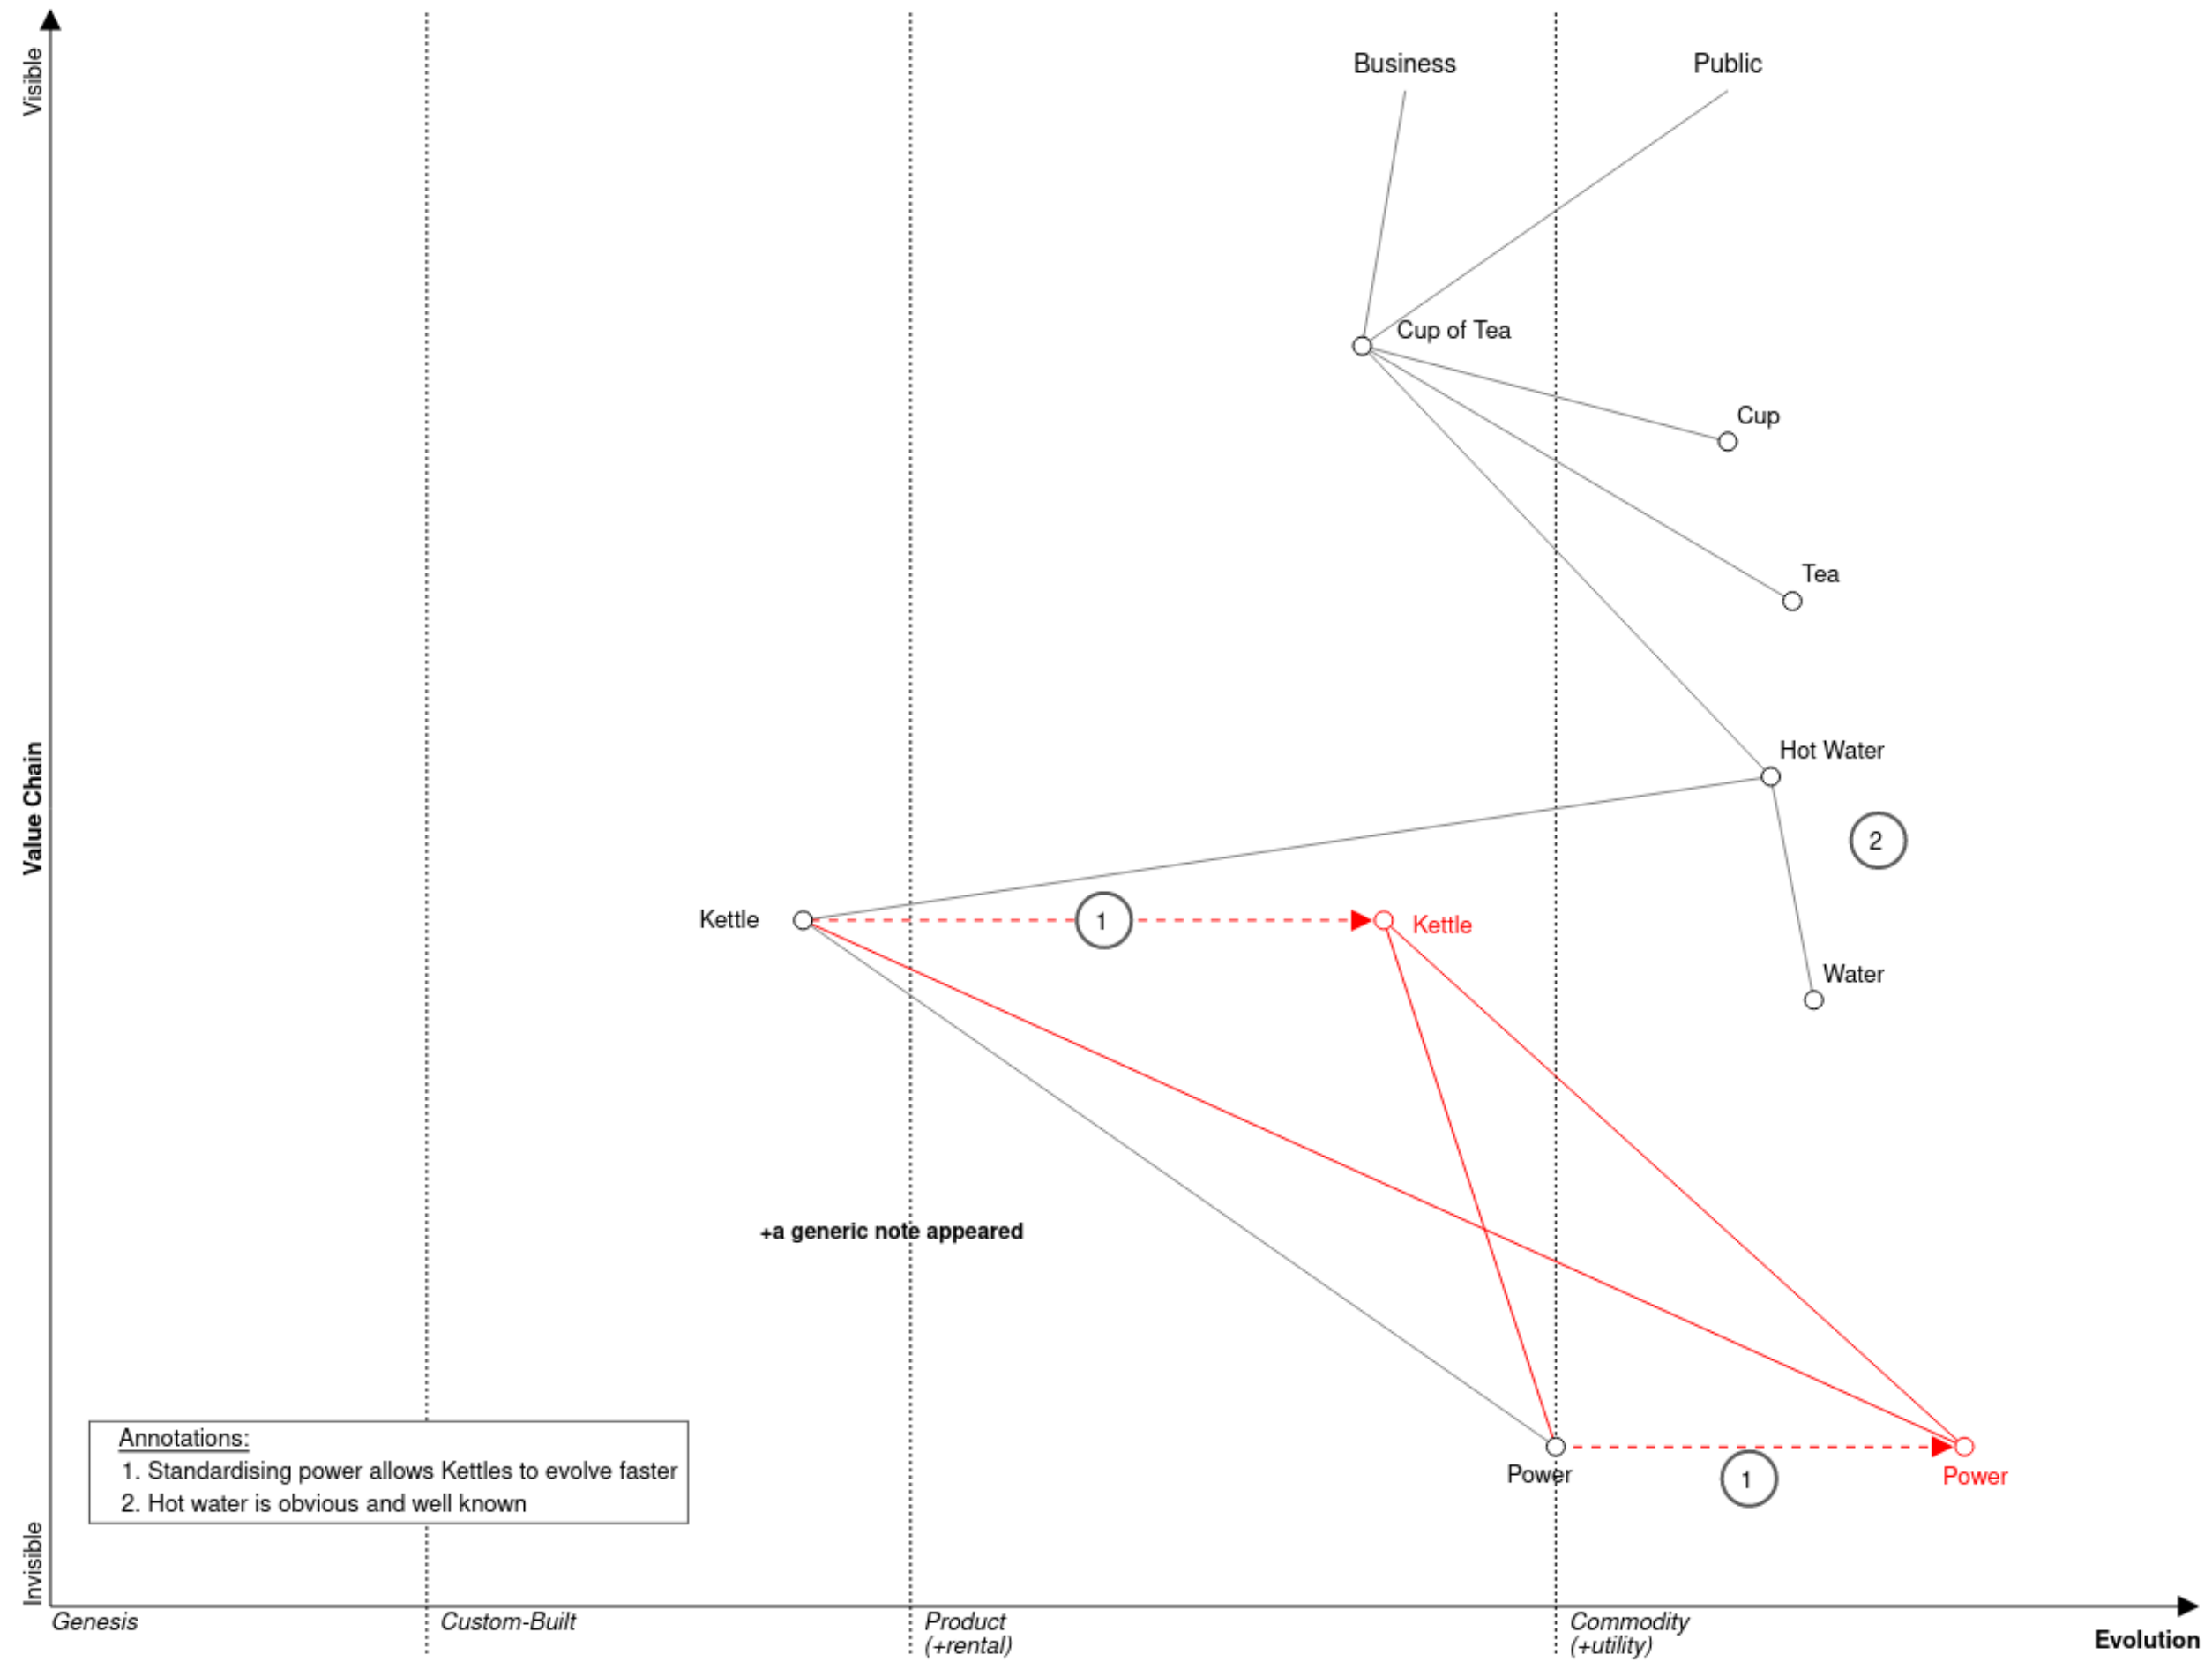 Visible
Business
Public
Cup of Tea
Cup
Tea
Hot Water
Value Chain
2
Kettle
1
Kettle
Water
+a generic note appeared
Annotations:
1. Standardising power allows Kettles to evolve faster
2. Hot water is obvious and well known
Power
1
Power
Invisible
Genesis
Custom-Built
Product
(+rental)
Commodity
(+utility)
Evolution